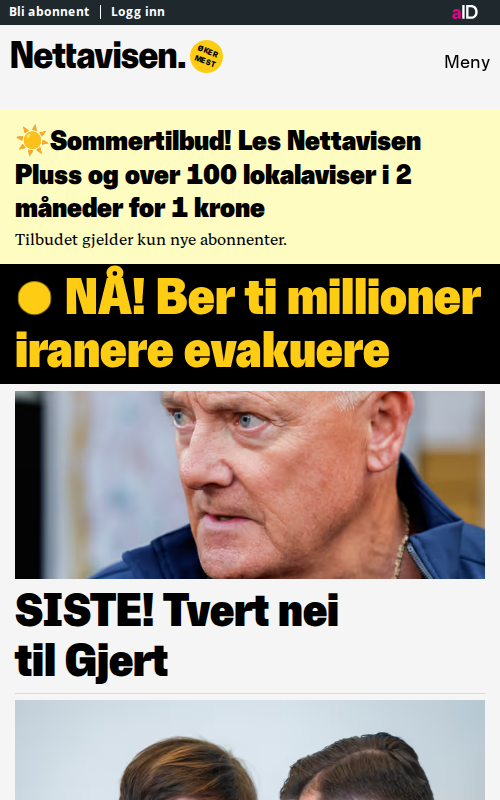 Bli abonnent | Logg inn
aID
Nettavisen.
ØKER
MEST
Meny
☀️Sommertilbud! Les Nettavisen
Pluss og over 100 lokalaviser i 2
måneder for 1 krone
Tilbudet gjelder kun nye abonnenter.
NÅ! Ber ti millioner
iranere evakuere
SISTE! Tvert nei
til Gjert